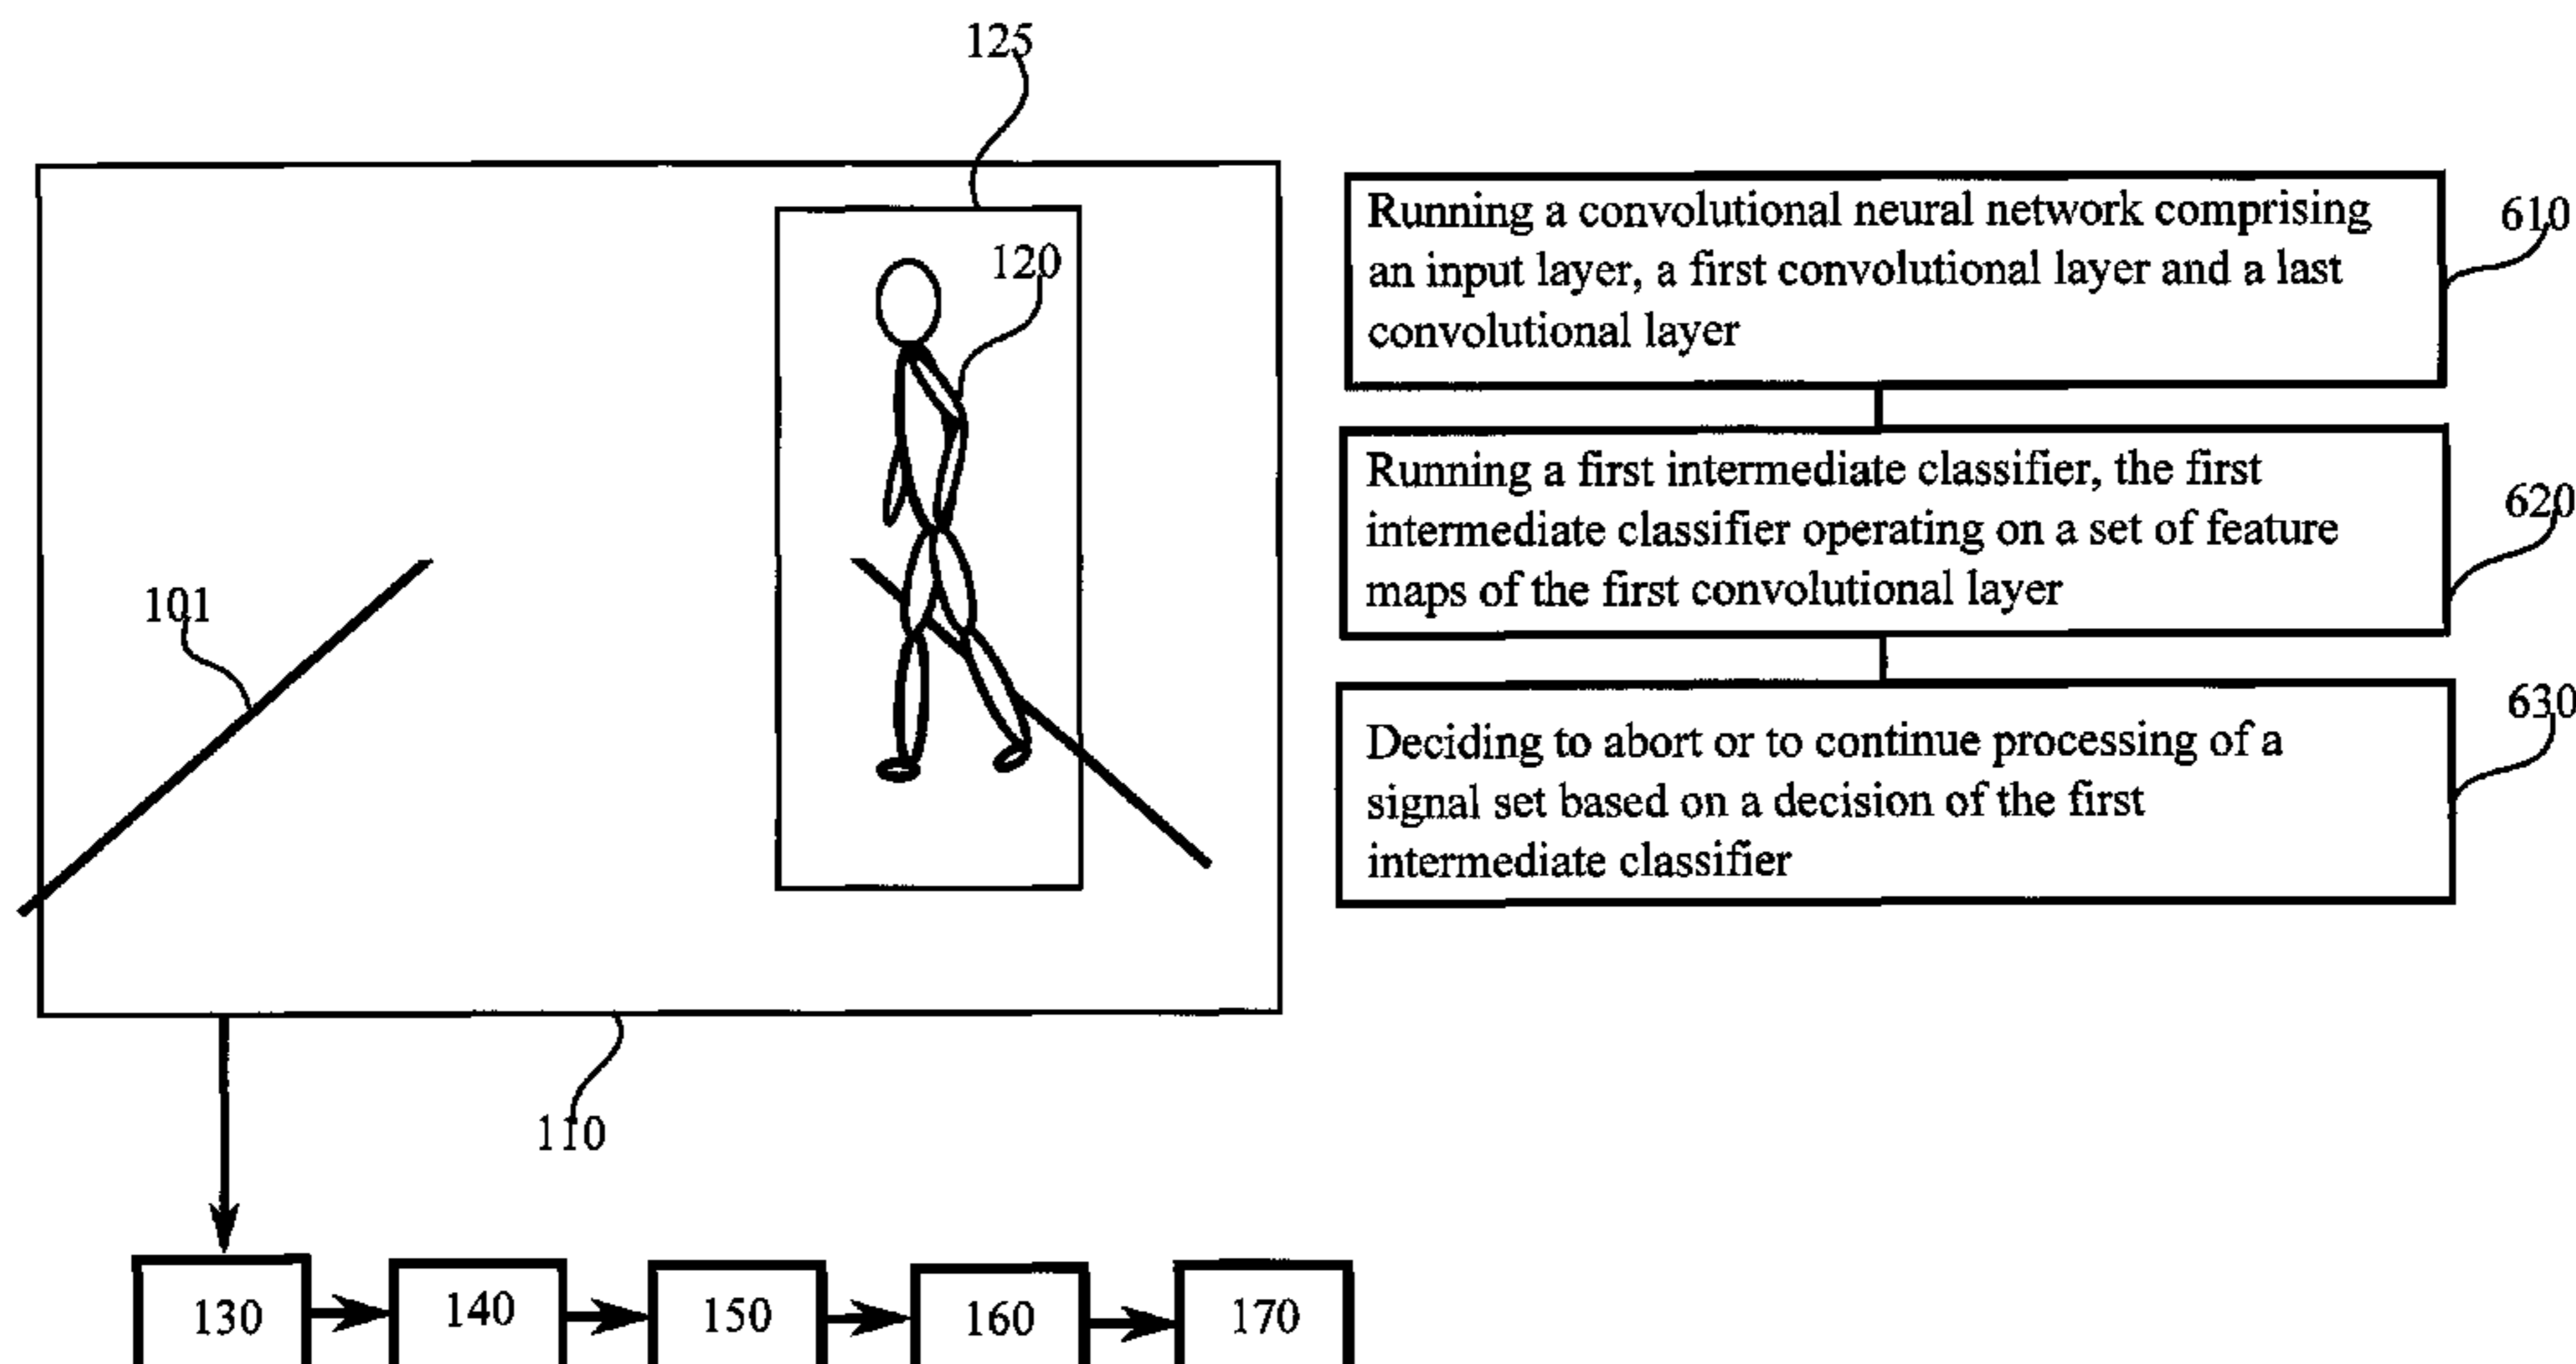 125
120
101
110
130
140
150
160
170
Running a convolutional neural network comprising
an input layer, a first convolutional layer and a last
convolutional layer
610
Running a first intermediate classifier, the first
intermediate classifier operating on a set of feature
maps of the first convolutional layer
620
Deciding to abort or to continue processing of a
signal set based on a decision of the first
intermediate classifier
630